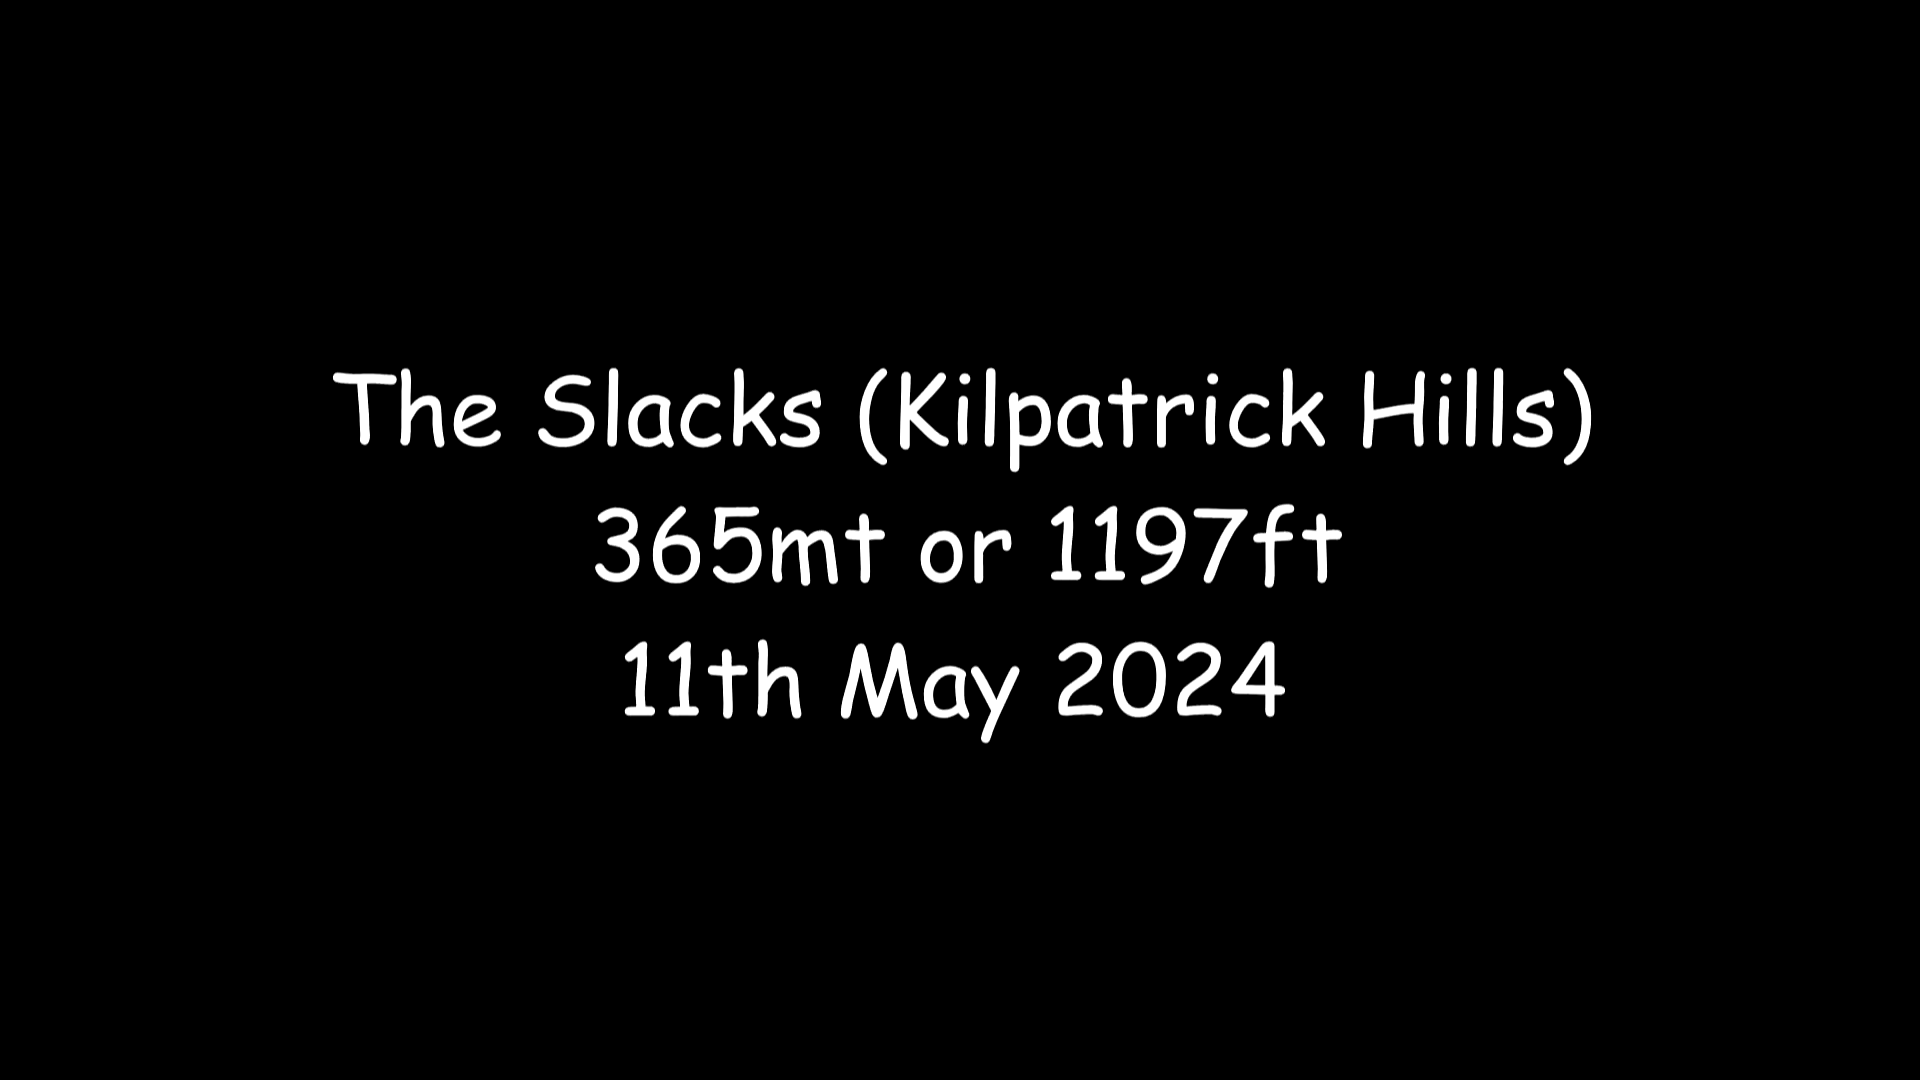 The Slacks (Kilpatrick Hills)
365mt or 1197ft
11th May 2024